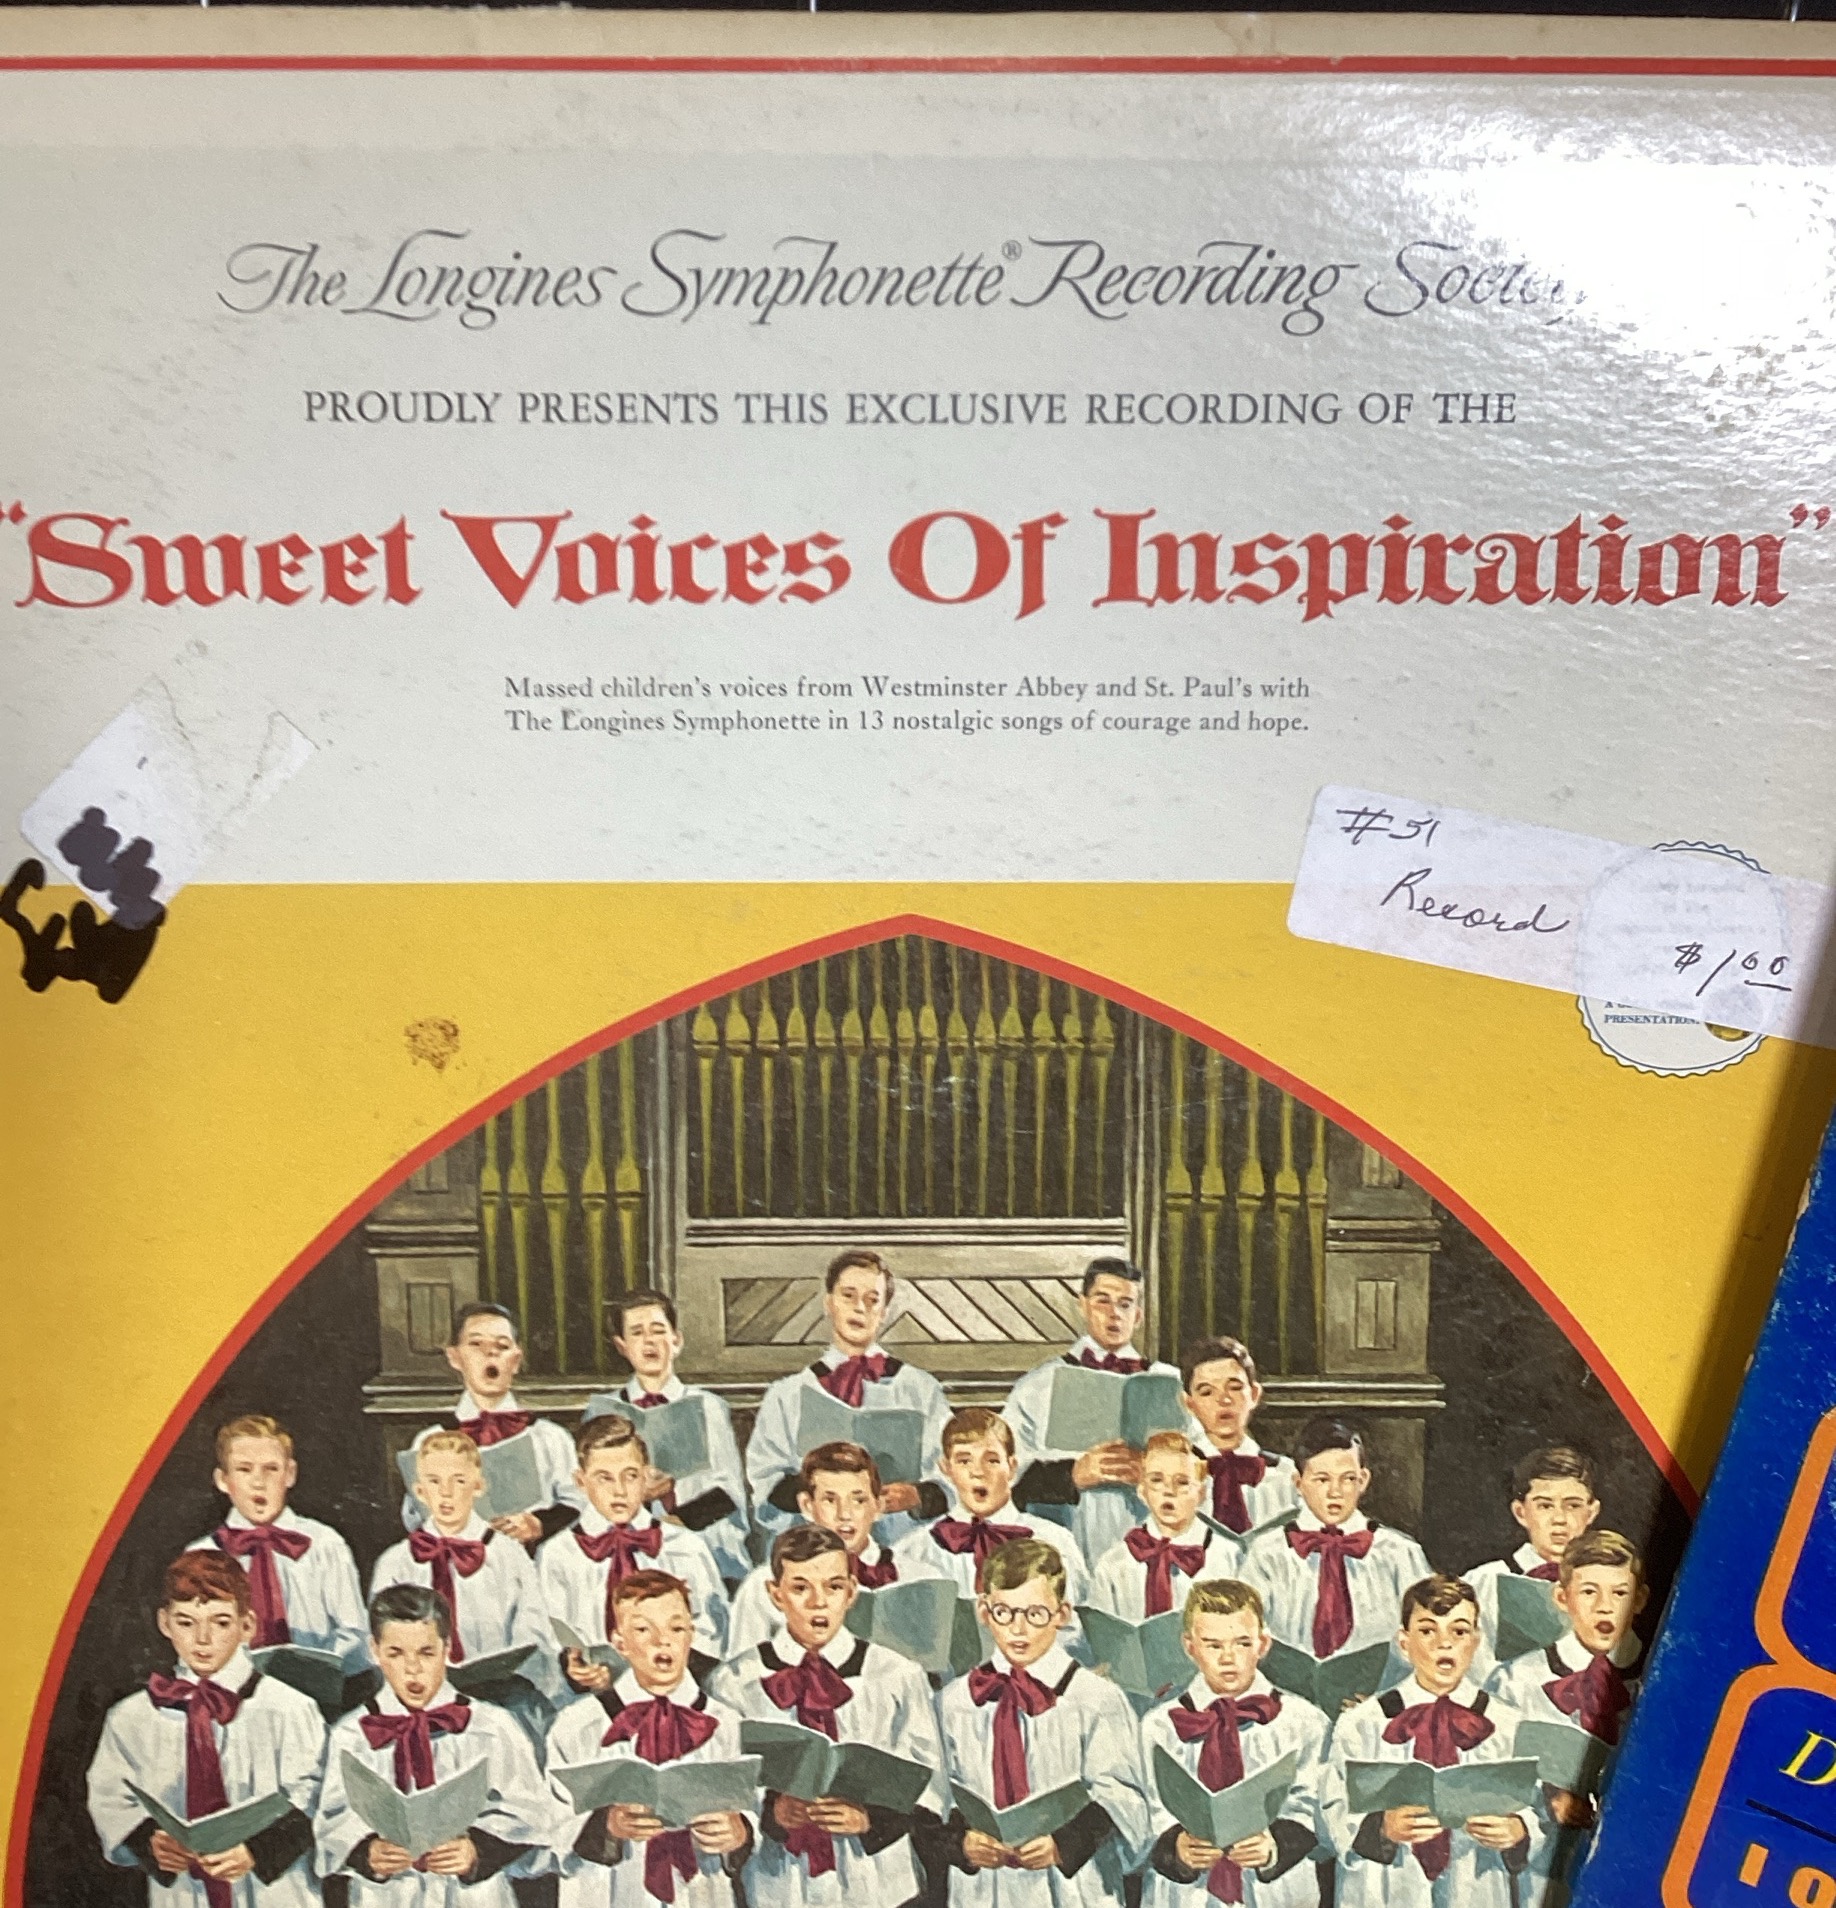 The Longines Symphonette® Recording Society
PROUDLY PRESENTS THIS EXCLUSIVE RECORDING OF THE
"Sweet Voices Of Inspiration"
Massed children's voices from Westminster Abbey and St. Paul's with
The Longines Symphonette in 13 nostalgic songs of courage and hope.
#51
Record
$1.00
PRESENTATION
D
10